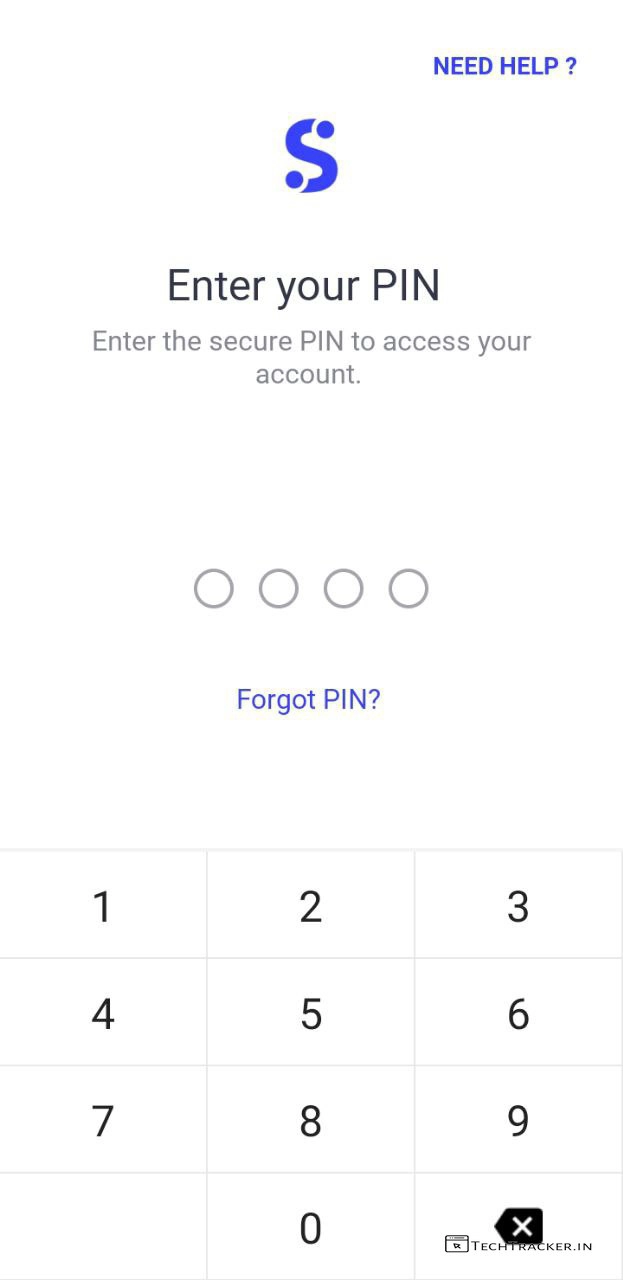 NEED HELP ?
S
Enter your PIN
Enter the secure PIN to access your
account.
Forgot PIN?
1 2 3
4 5 6
7 8 9
0
TECHTRACKER.IN